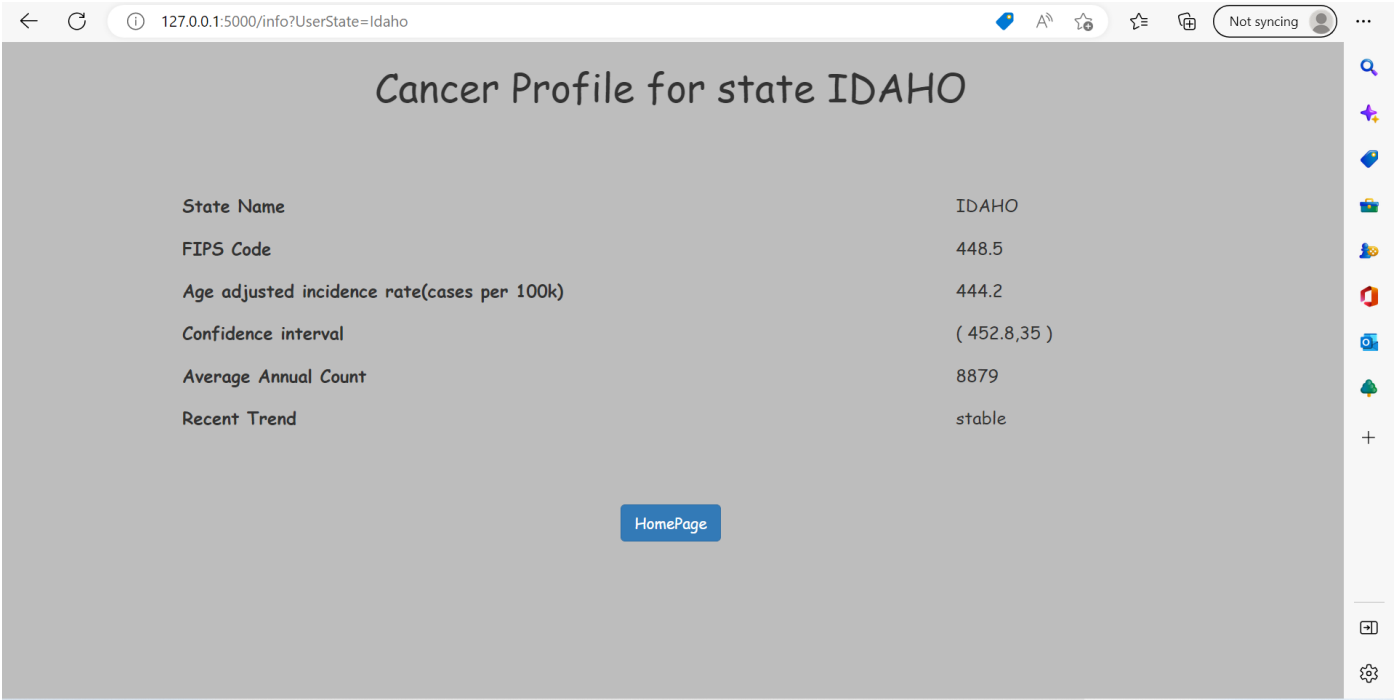 127.0.0.1:5000/info?UserState=Idaho
Not syncing
Cancer Profile for state IDAHO
State Name IDAHO
FIPS Code 448.5
Age adjusted incidence rate(cases per 100k) 444.2
Confidence interval ( 452.8,35 )
Average Annual Count 8879
Recent Trend stable
HomePage